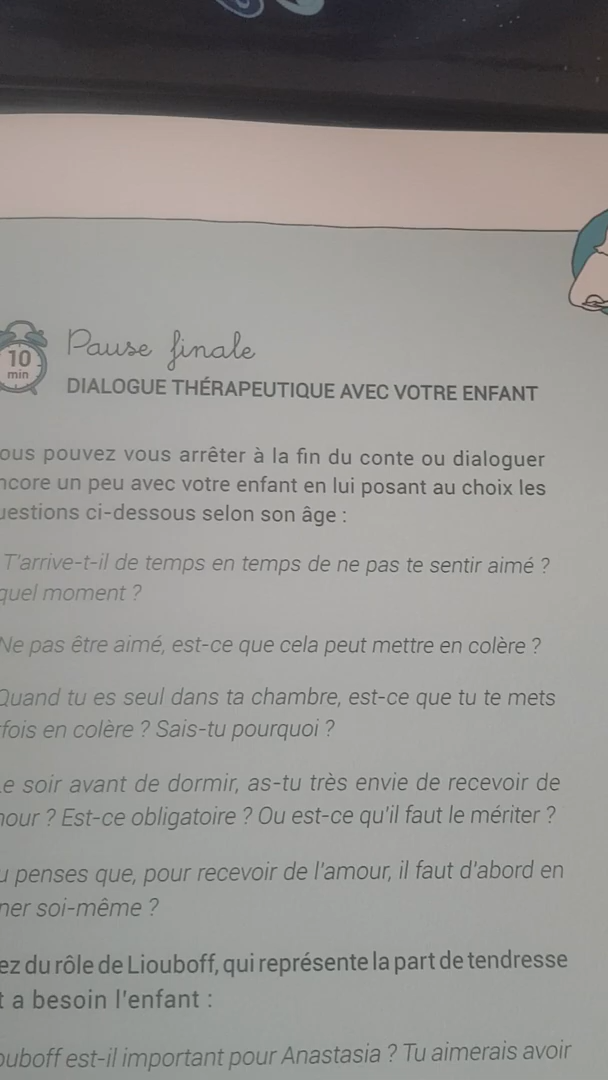 10
min
Pause finale
DIALOGUE THÉRAPEUTIQUE AVEC VOTRE ENFANT
ous pouvez vous arrêter à la fin du conte ou dialoguer
ncore un peu avec votre enfant en lui posant au choix les
uestions ci-dessous selon son âge :
T'arrive-t-il de temps en temps de ne pas te sentir aimé ?
quel moment ?
Ne pas être aimé, est-ce que cela peut mettre en colère ?
Quand tu es seul dans ta chambre, est-ce que tu te mets
fois en colère ? Sais-tu pourquoi ?
Le soir avant de dormir, as-tu très envie de recevoir de
mour ? Est-ce obligatoire ? Ou est-ce qu'il faut le mériter ?
u penses que, pour recevoir de l'amour, il faut d'abord en
ner soi-même ?
ez du rôle de Liouboff, qui représente la part de tendresse
t a besoin l'enfant :
ouboff est-il important pour Anastasia ? Tu aimerais avoir